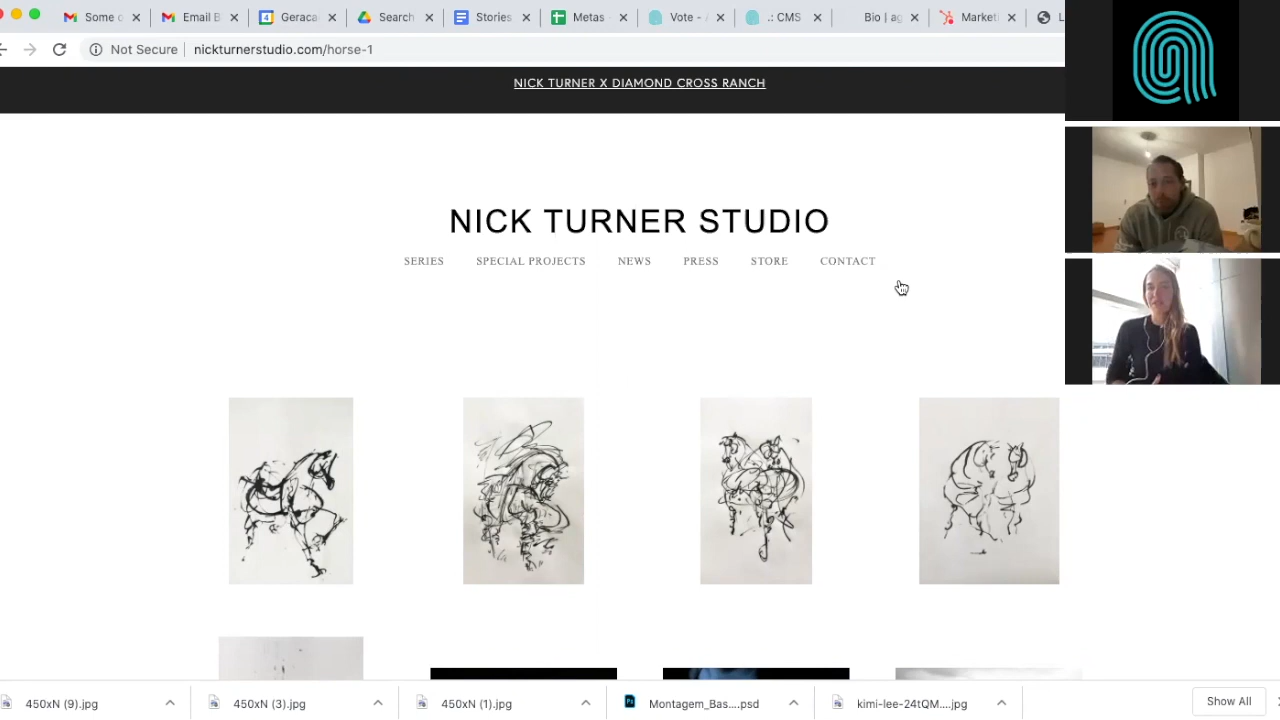 Some o
Email B
Geraca
Search
Stories
Metas -
Vote - A
.: CMS
Bio | ag
Marketi
L
Not Secure
nickturnerstudio.com/horse-1
NICK TURNER X DIAMOND CROSS RANCH
NICK TURNER STUDIO
SERIES SPECIAL PROJECTS NEWS PRESS STORE CONTACT
450xN (9).jpg
450xN (3).jpg
450xN (1).jpg
Montagem_Bas....psd
kimi-lee-24tQM....jpg
Show All